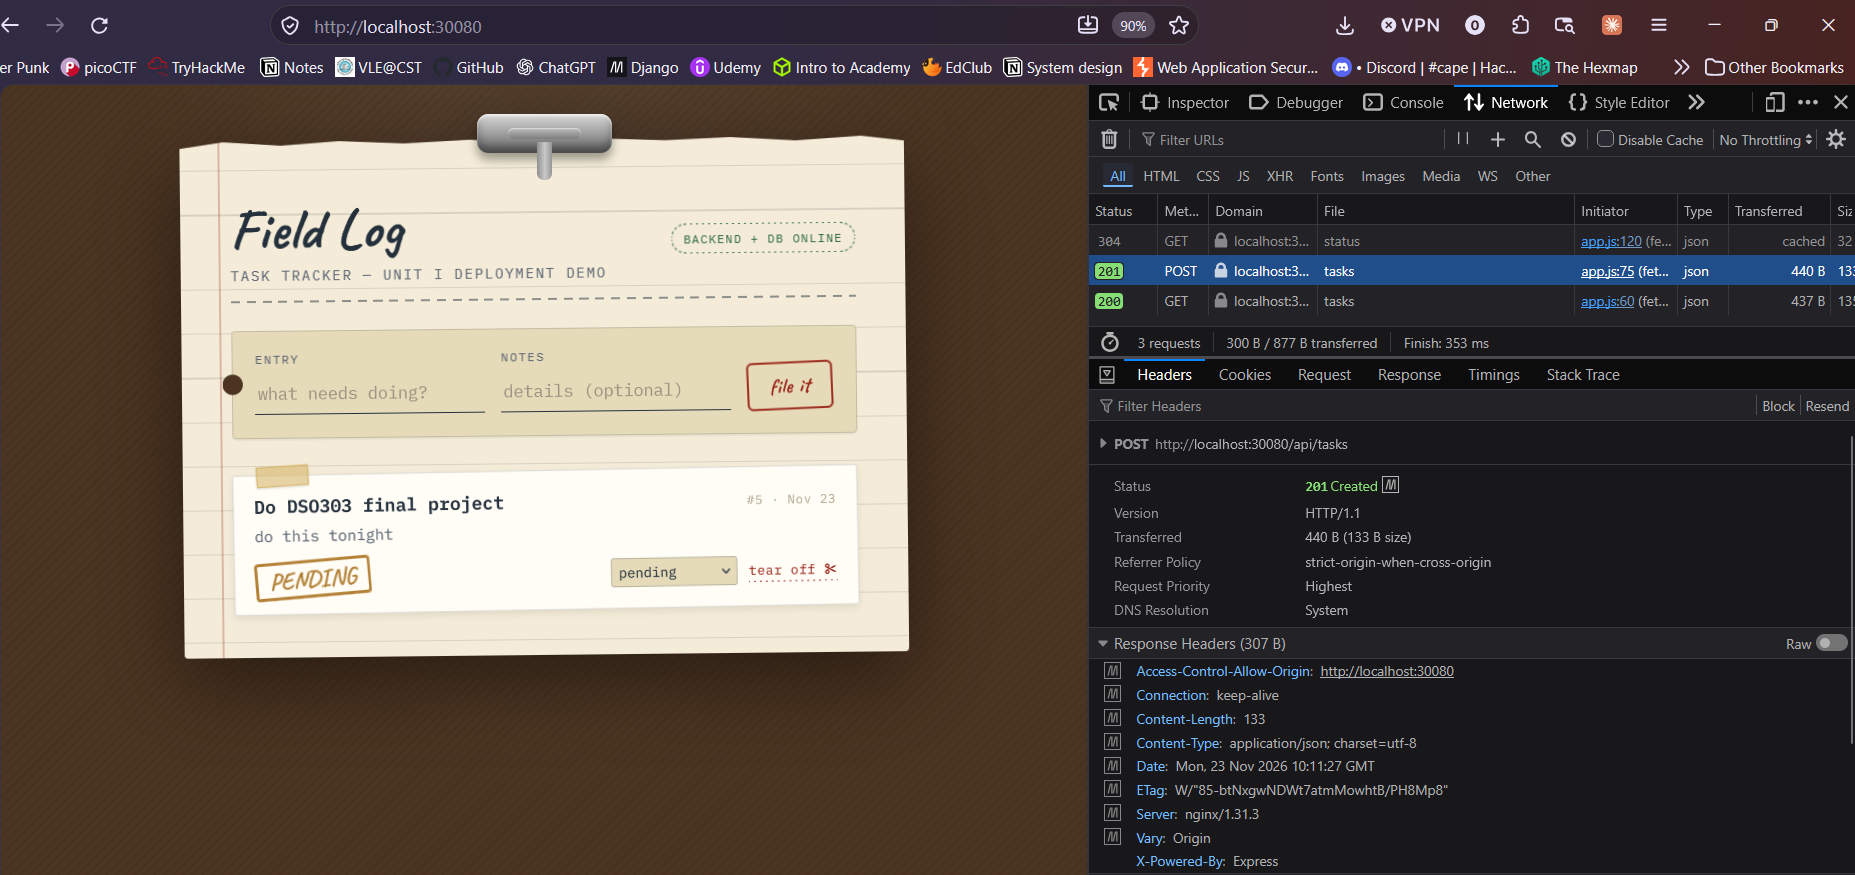 http://localhost:30080
90%
VPN
er Punk
picoCTF
TryHackMe
Notes
VLE@CST
GitHub
ChatGPT
Django
Udemy
Intro to Academy
EdClub
System design
Web Application Secur...
• Discord | #cape | Hac...
The Hexmap
Other Bookmarks
Field Log
BACKEND + DB ONLINE
TASK TRACKER — UNIT I DEPLOYMENT DEMO
ENTRY
NOTES
what needs doing?
details (optional)
file it
Do DSO303 final project
#5 · Nov 23
do this tonight
PENDING
pending
tear off ✂
Inspector
Debugger
Console
Network
Style Editor
Filter URLs
Disable Cache
No Throttling
All HTML CSS JS XHR Fonts Images Media WS Other
Status Met... Domain File Initiator Type Transferred Siz
304 GET localhost:3... status app.js:120 (fe... json cached 32
201 POST localhost:3... tasks app.js:75 (fet... json 440 B 133
200 GET localhost:3... tasks app.js:60 (fet... json 437 B 135
3 requests 300 B / 877 B transferred Finish: 353 ms
Headers Cookies Request Response Timings Stack Trace
Filter Headers
Block Resend
POST http://localhost:30080/api/tasks
Status 201 Created
Version HTTP/1.1
Transferred 440 B (133 B size)
Referrer Policy strict-origin-when-cross-origin
Request Priority Highest
DNS Resolution System
Response Headers (307 B)
Raw
Access-Control-Allow-Origin: http://localhost:30080
Connection: keep-alive
Content-Length: 133
Content-Type: application/json; charset=utf-8
Date: Mon, 23 Nov 2026 10:11:27 GMT
ETag: W/"85-btNxgwNDWt7atmMowhtB/PH8Mp8"
Server: nginx/1.31.3
Vary: Origin
X-Powered-By: Express